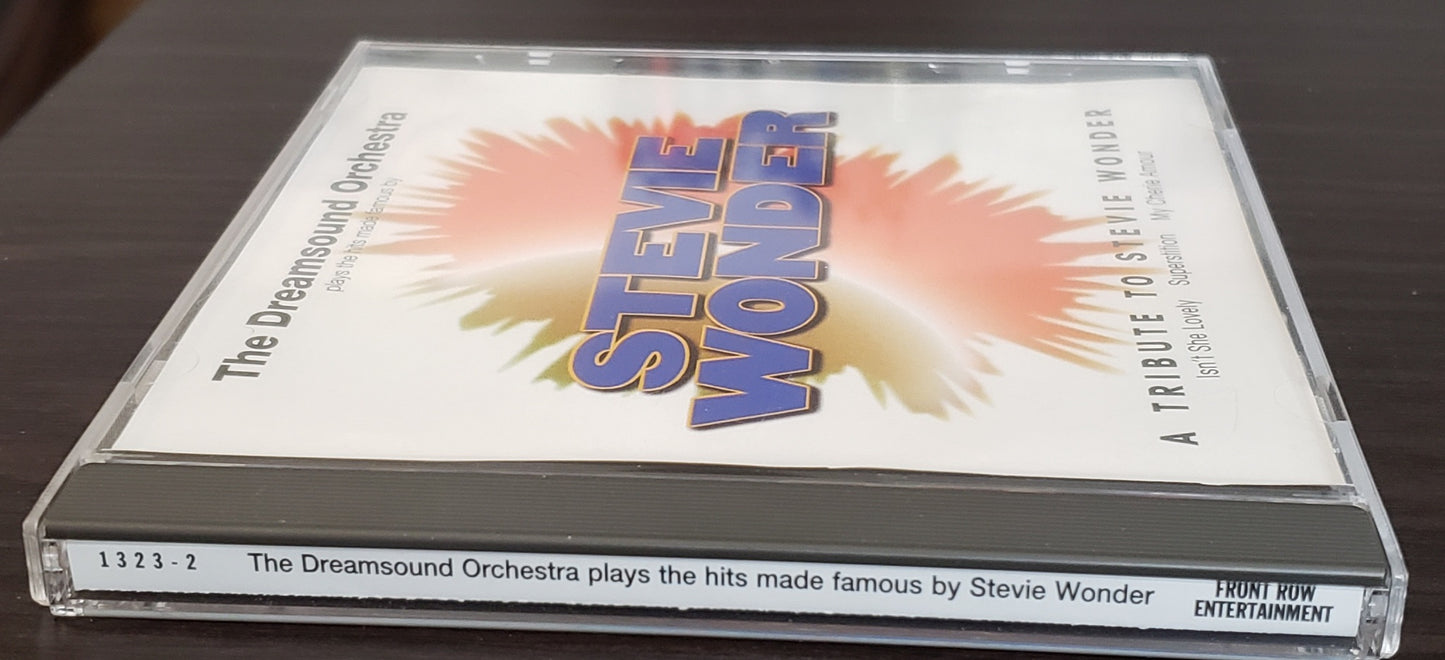 The Dreamsound Orchestra
plays the hits made famous by
STEVIE
WONDER
A TRIBUTE TO STEVIE WONDER
Isn't She Lovely Superstition My Cherie Amour
1323-2 The Dreamsound Orchestra plays the hits made famous by Stevie Wonder
FRONT ROW
ENTERTAINMENT